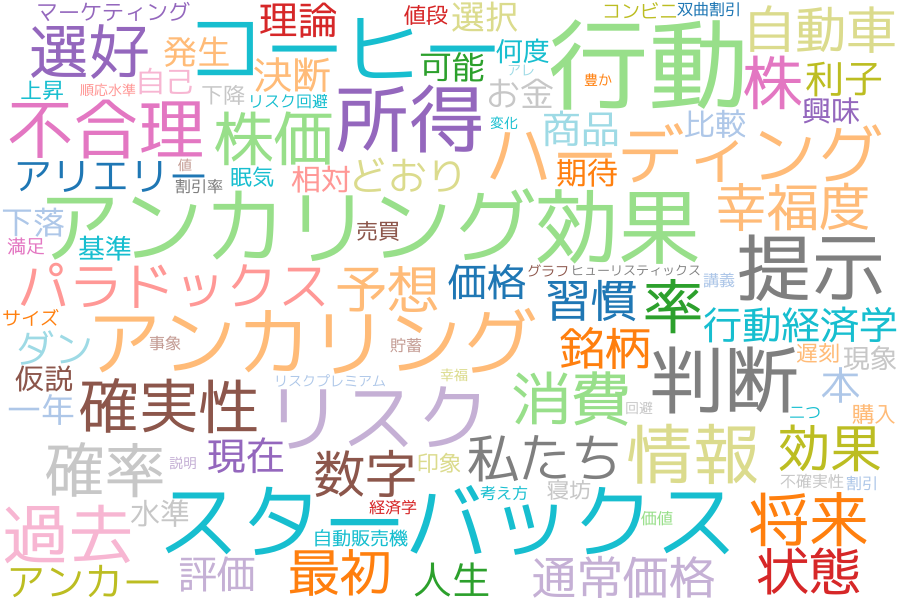 マーケティング
コーヒー
理論
値段
選択
コンビニ
双曲割引
自動車
選好
発生
決断
可能
何度
アレ
行動
株
利子
上昇
順応水準
自己
下降
リスク回避
お金
豊か
興味
不合理
株価
所得
変化
商品
比較
ハーディング
アリエリー
値
割引率
眠気
相対
どおり
期待
幸福度
下落
アンカリング効果
満足
基準
売買
提示
パラドックス
予想
価格
グラフ
ヒューリスティックス
講義
習慣
率
サイズ
アンカリング
行動経済学
ダン
事象
貯蓄
銘柄
判断
遅刻
現象
仮説
確実性
リスクプレミアム
幸福
リスク
消費
回避
本
一年
二つ
購入
確率
説明
現在
数字
印象
私たち
情報
効果
過去
水準
スターバックス
経済学
考え方
寝坊
不確実性
割引
自動販売機
価値
将来
アンカー
評価
最初
人生
通常価格
状態